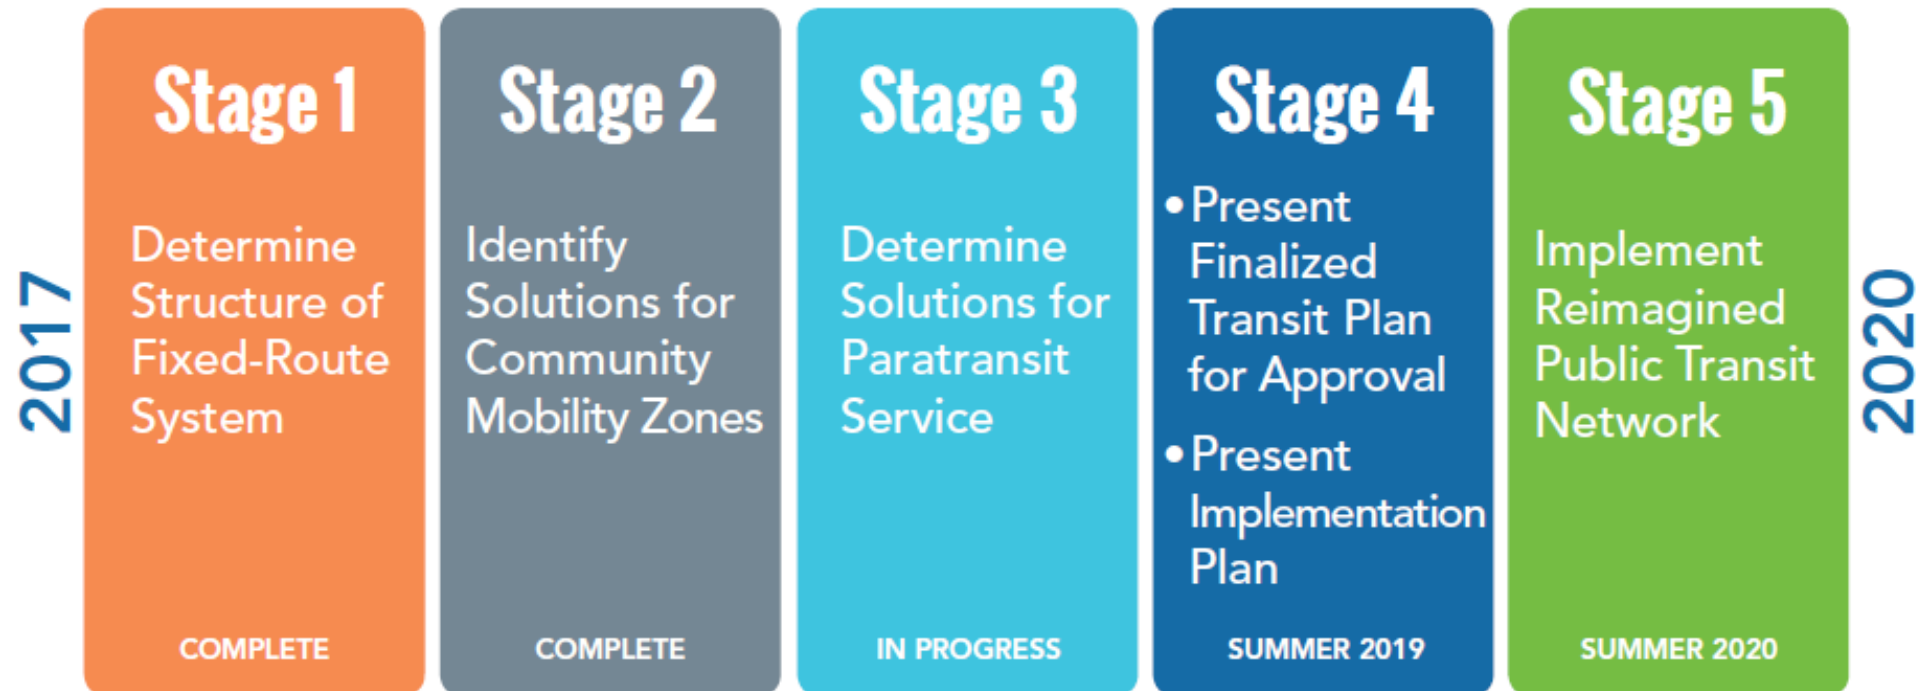 2017
Stage 1
Determine
Structure of
Fixed-Route
System
COMPLETE
Stage 2
Identify
Solutions for
Community
Mobility Zones
COMPLETE
Stage 3
Determine
Solutions for
Paratransit
Service
IN PROGRESS
Stage 4
•Present
Finalized
Transit Plan
for Approval
•Present
Implementation
Plan
SUMMER 2019
Stage 5
Implement
Reimagined
Public Transit
Network
SUMMER 2020
2020